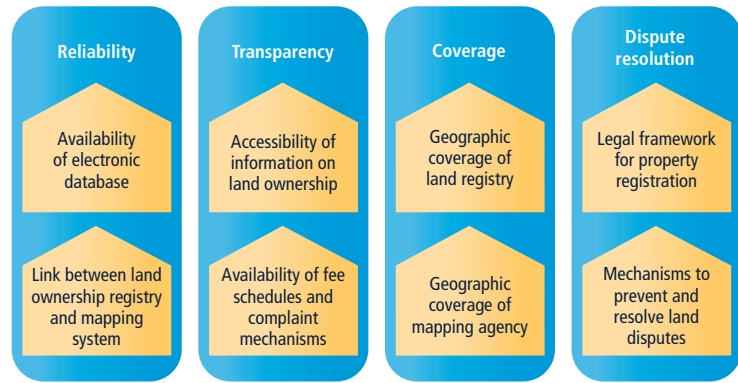 Reliability
Availability
of electronic
database
Link between land
ownership registry
and mapping
system
Transparency
Accessibility of
information on
land ownership
Availability of fee
schedules and
complaint
mechanisms
Coverage
Geographic
coverage of
land registry
Geographic
coverage of
mapping agency
Dispute
resolution
Legal framework
for property
registration
Mechanisms to
prevent and
resolve land
disputes